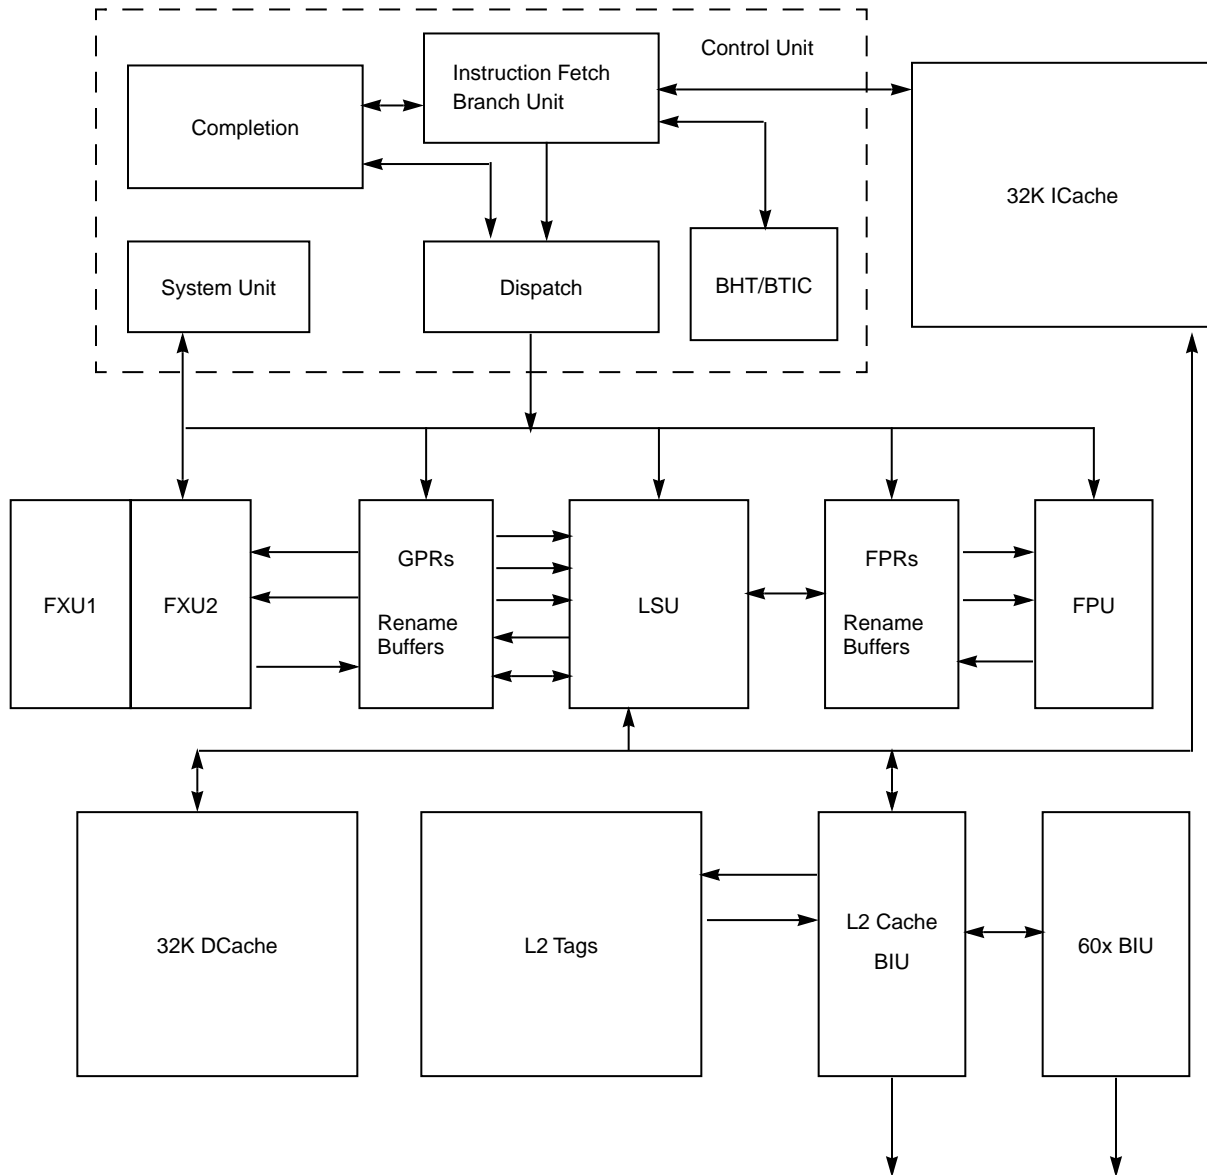 Control Unit
Instruction Fetch
Branch Unit
Completion
32K ICache
System Unit
Dispatch
BHT/BTIC
FXU1
FXU2
GPRs
Rename
Buffers
LSU
FPRs
Rename
Buffers
FPU
32K DCache
L2 Tags
L2 Cache
BIU
60x BIU